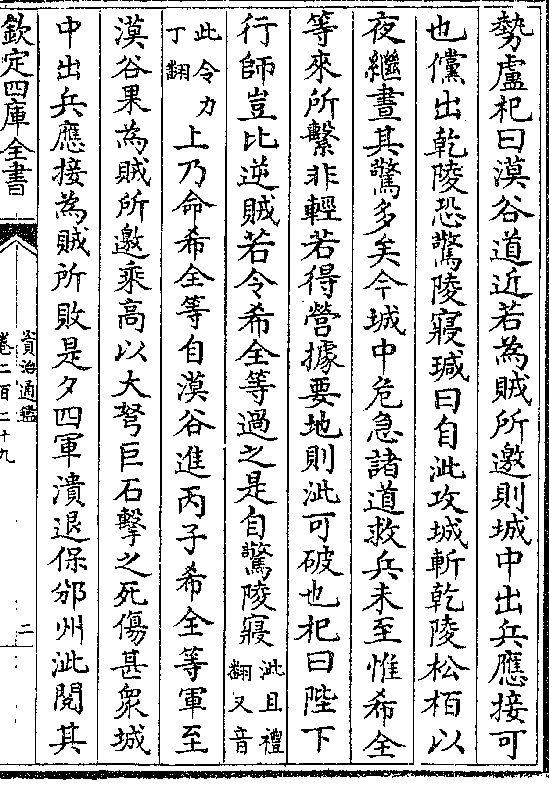 勢盧杞曰漠谷道近若為賊所邀則城中出兵應接可
也儻出乾陵恐驚陵寢瑊曰自泚攻城斬乾陵松栢以
夜繼晝其驚多矣今城中危急諸道救兵未至惟希全
等來所繫非輕若得營據要地則泚可破也杞曰陛下
行師豈比逆賊若令希全等過之是自驚陵寢泚且禮翻又音
此令力丁翻上乃命希全等自漠谷進丙子希全等軍至
漠谷果為賊所邀乘高以大弩巨石擊之死傷甚衆城
中出兵應接為賊所敗是夕四軍潰退保邠州泚閱其
欽定四庫全書
資治通鑑
卷二百二十九
二